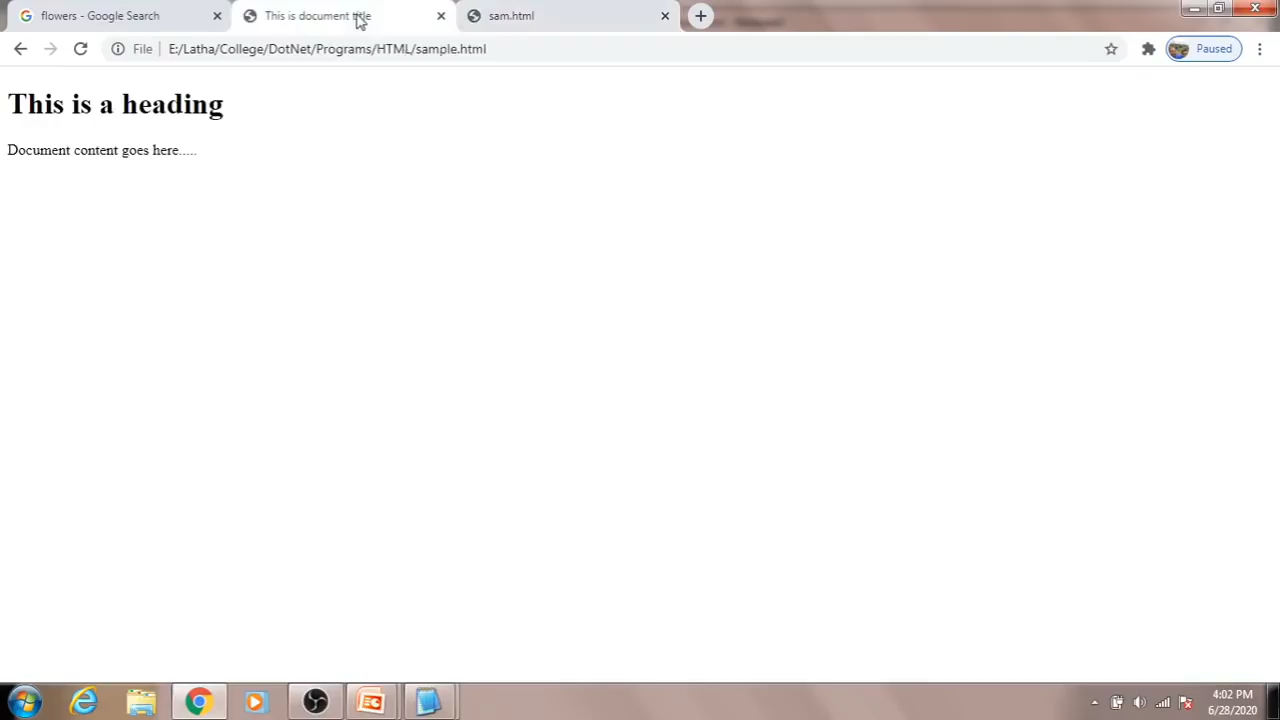 flowers - Google Search
This is document title
sam.html
File
E:/Latha/College/DotNet/Programs/HTML/sample.html
Paused
This is a heading
Document content goes here.....
4:02 PM
6/28/2020